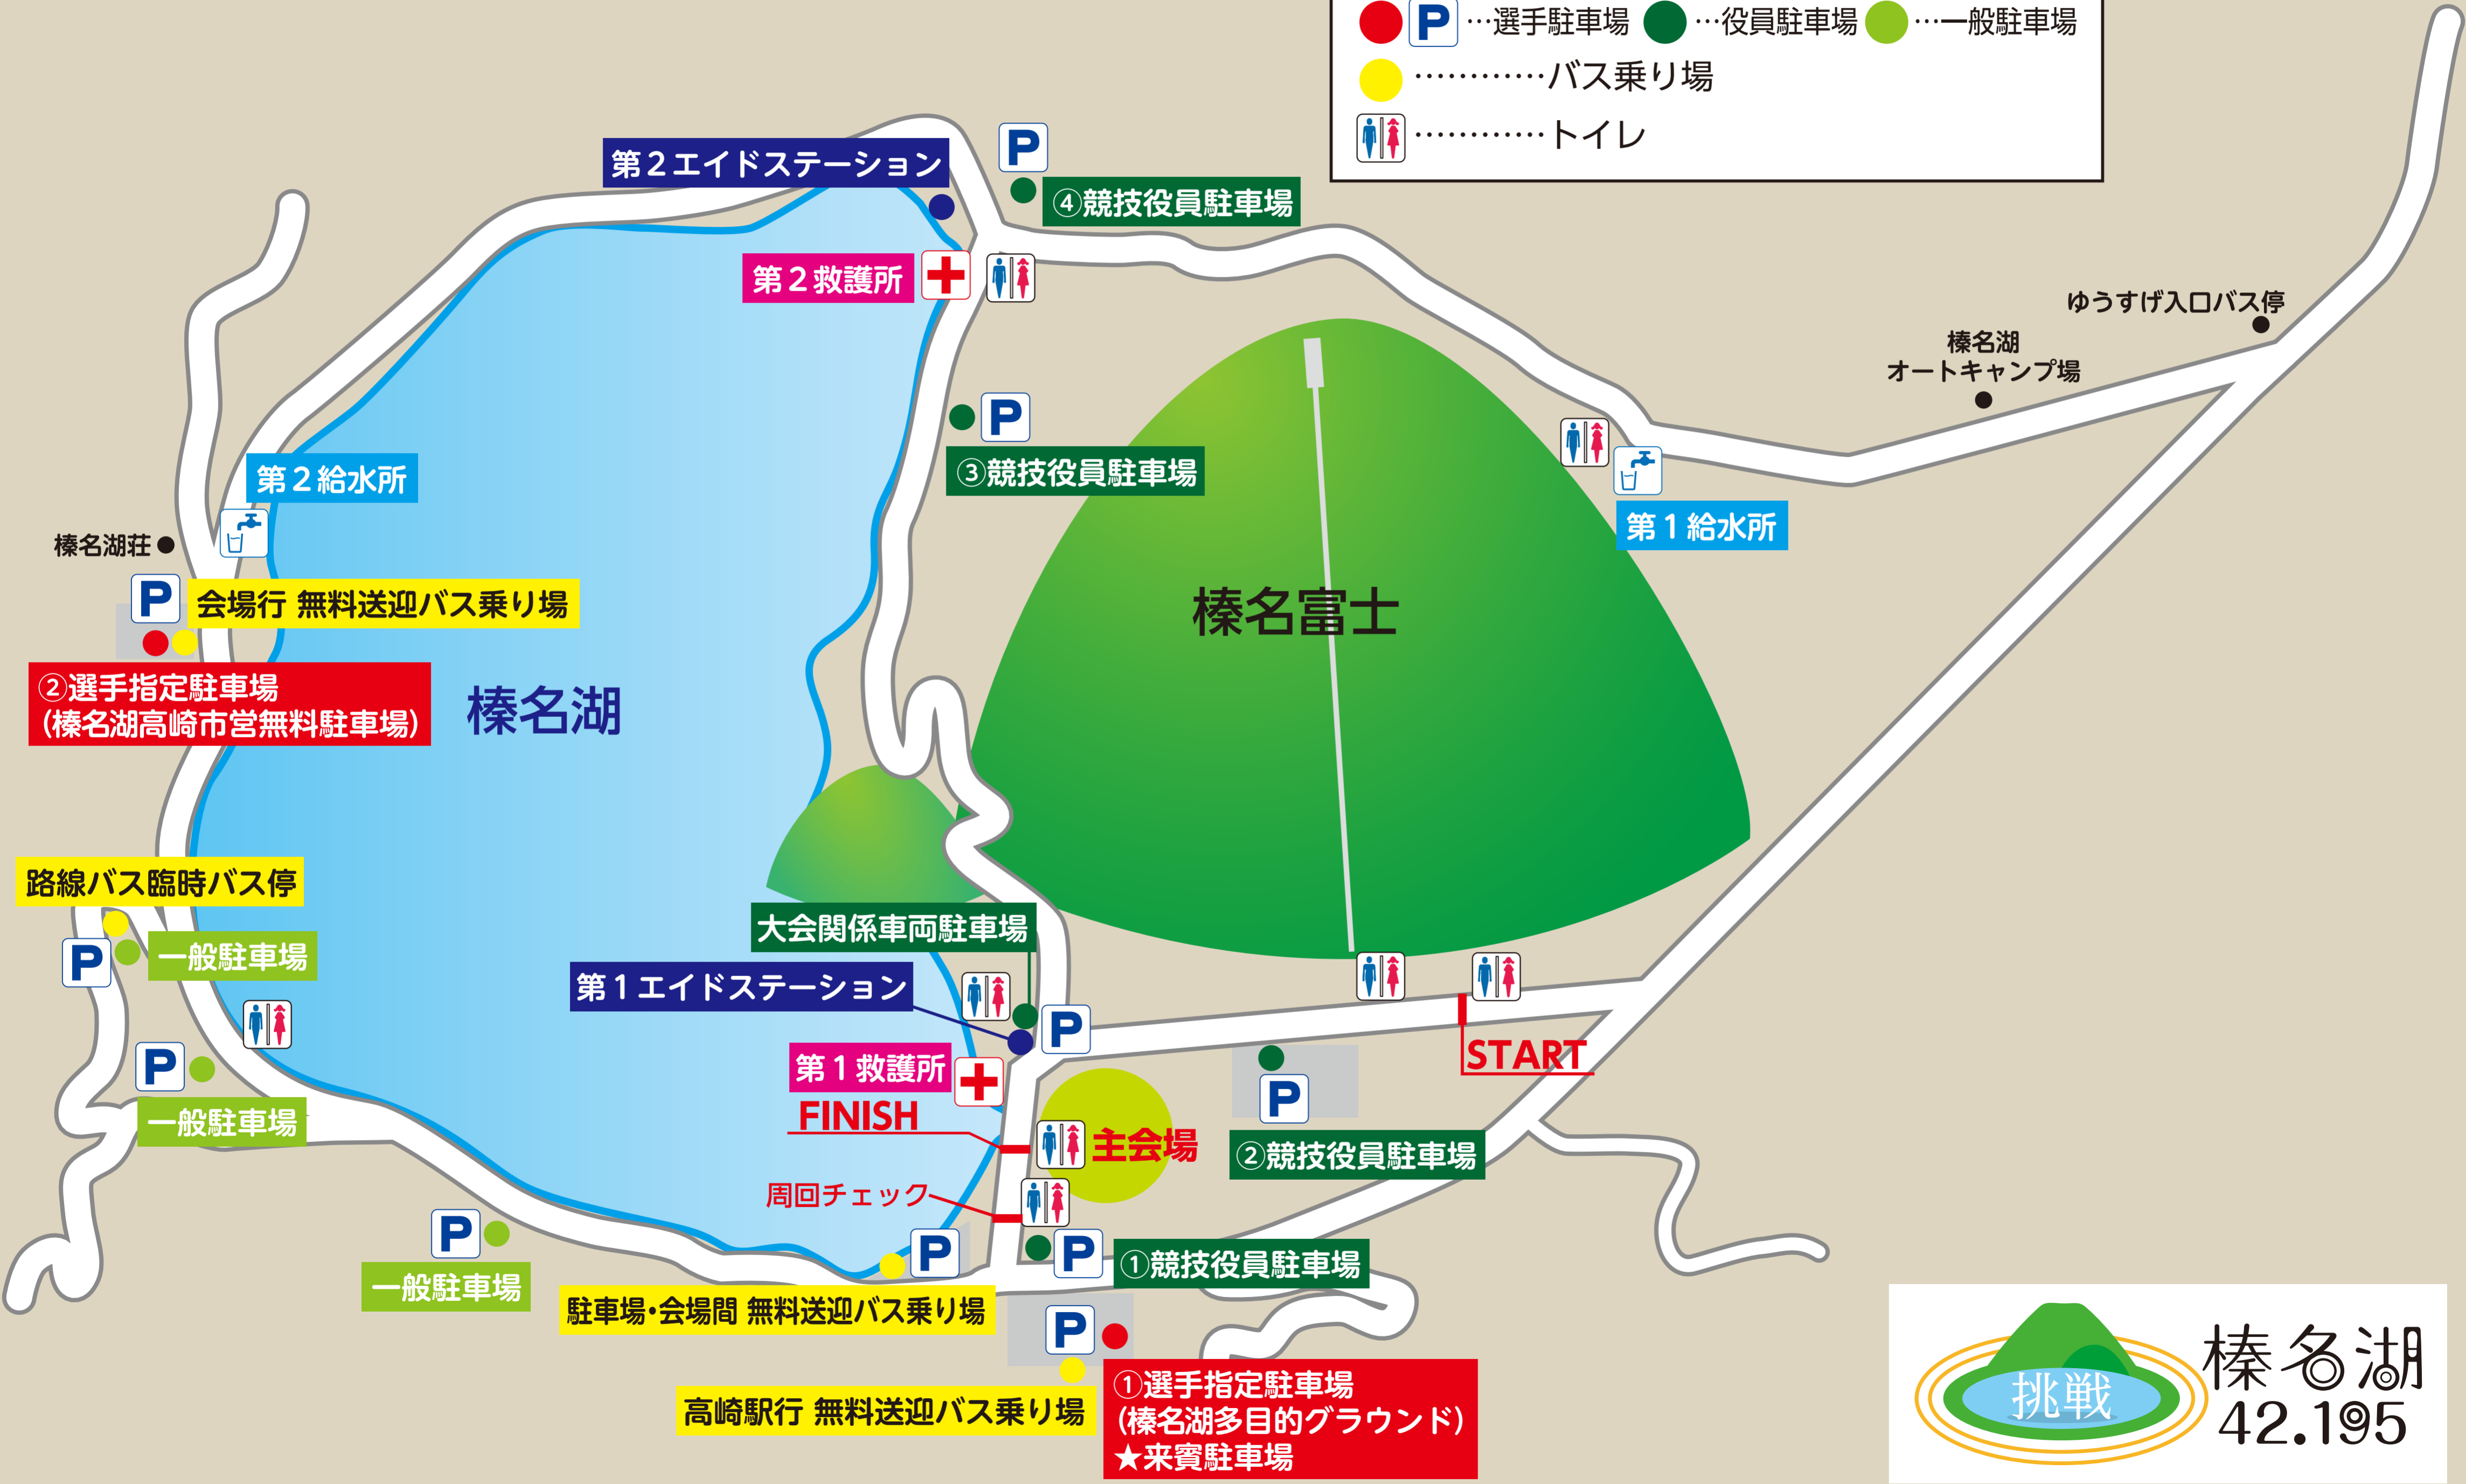 P …選手駐車場 …役員駐車場 …一般駐車場
…………バス乗り場
…………トイレ
第2エイドステーション
P
④競技役員駐車場
第2救護所
ゆうすげ入口バス停
榛名湖
オートキャンプ場
P
③競技役員駐車場
第2給水所
第1給水所
榛名湖荘
P
会場行 無料送迎バス乗り場
榛名富士
②選手指定駐車場
(榛名湖高崎市営無料駐車場)
榛名湖
路線バス臨時バス停
P
一般駐車場
大会関係車両駐車場
第1エイドステーション
P
START
第1救護所
P
一般駐車場
FINISH
主会場
P
②競技役員駐車場
周回チェック
P
一般駐車場
P
P
①競技役員駐車場
駐車場・会場間 無料送迎バス乗り場
P
高崎駅行 無料送迎バス乗り場
①選手指定駐車場
(榛名湖多目的グラウンド)
★来賓駐車場
挑戦
榛名湖
42.195